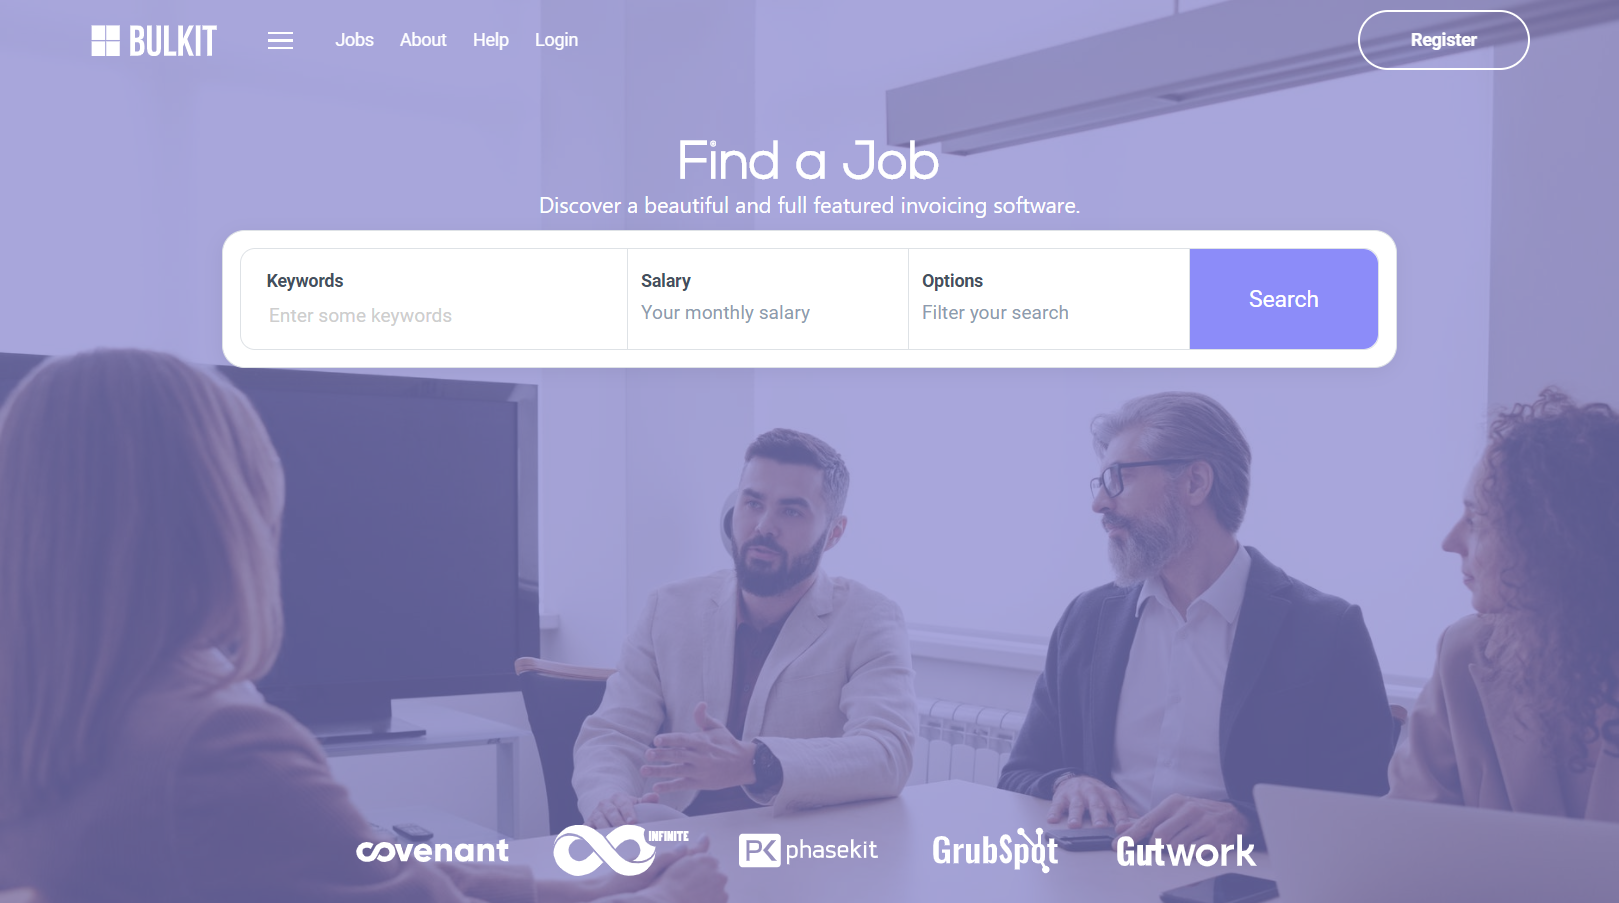 BULKIT
Jobs About Help Login
Register
Find a Job
Discover a beautiful and full featured invoicing software.
Keywords
Enter some keywords
Salary
Your monthly salary
Options
Filter your search
Search
covenant
INFINITE
PK phasekit
GrubSpot
Gutwork